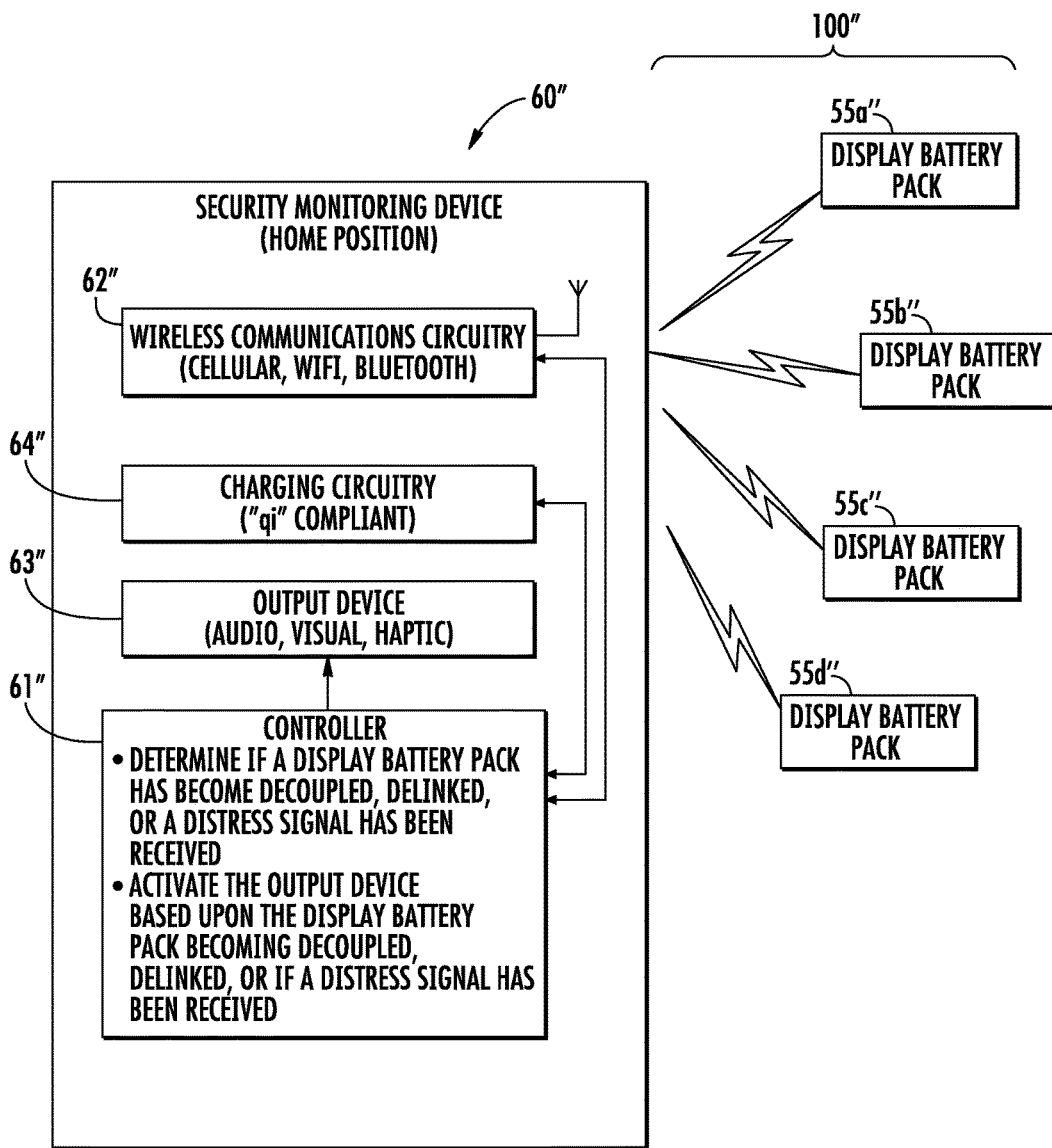 100"
60"
55a"
DISPLAY BATTERY
PACK
SECURITY MONITORING DEVICE
(HOME POSITION)
62"
WIRELESS COMMUNICATIONS CIRCUITRY
(CELLULAR, WIFI, BLUETOOTH)
55b"
DISPLAY BATTERY
PACK
64"
CHARGING CIRCUITRY
("qi" COMPLIANT)
55c"
DISPLAY BATTERY
PACK
63"
OUTPUT DEVICE
(AUDIO, VISUAL, HAPTIC)
55d"
DISPLAY BATTERY
PACK
61"
CONTROLLER
• DETERMINE IF A DISPLAY BATTERY PACK
HAS BECOME DECOUPLED, DELINKED,
OR A DISTRESS SIGNAL HAS BEEN
RECEIVED
• ACTIVATE THE OUTPUT DEVICE
BASED UPON THE DISPLAY BATTERY
PACK BECOMING DECOUPLED,
DELINKED, OR IF A DISTRESS SIGNAL HAS
BEEN RECEIVED